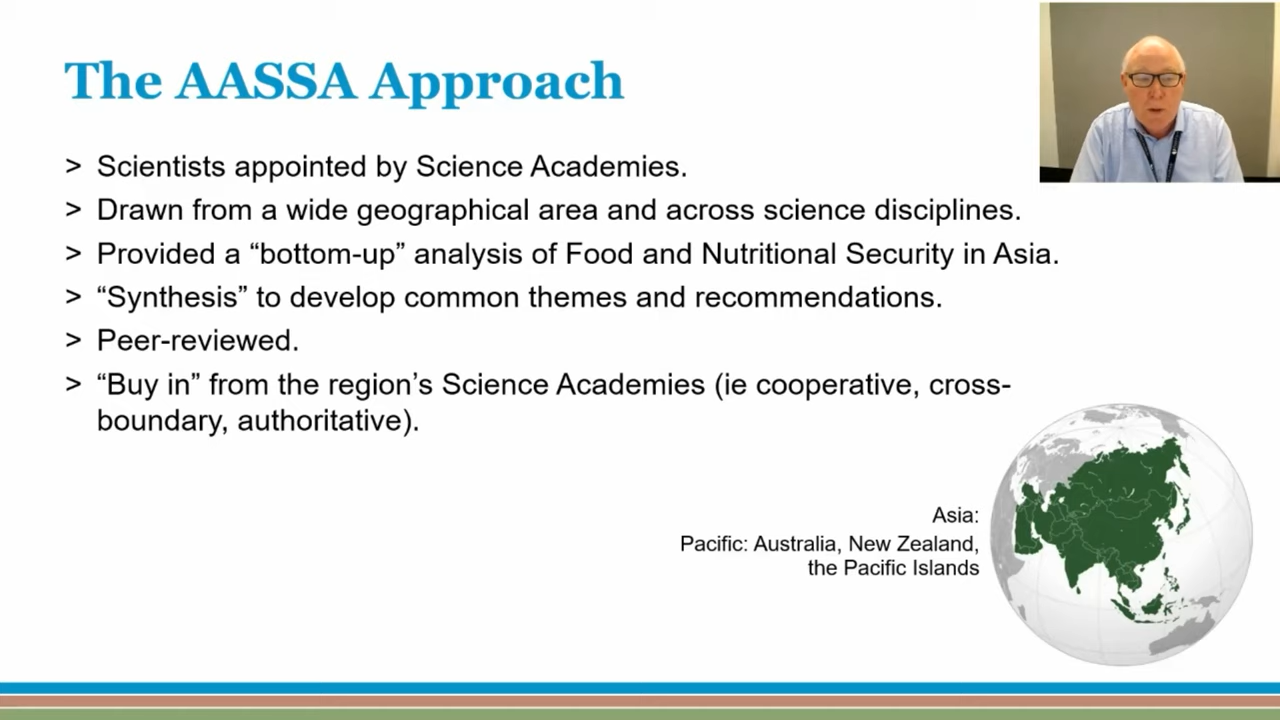 The AASSA Approach
> Scientists appointed by Science Academies.
> Drawn from a wide geographical area and across science disciplines.
> Provided a “bottom-up” analysis of Food and Nutritional Security in Asia.
> “Synthesis” to develop common themes and recommendations.
> Peer-reviewed.
> “Buy in” from the region’s Science Academies (ie cooperative, cross-
boundary, authoritative).
Asia:
Pacific: Australia, New Zealand,
the Pacific Islands